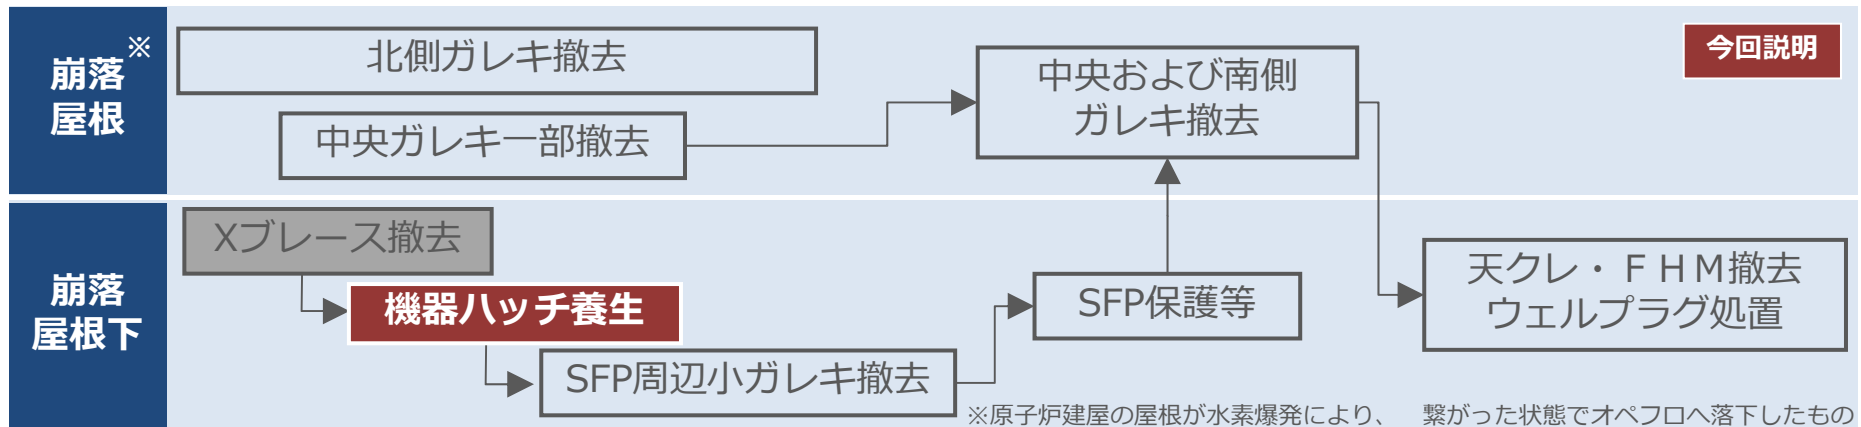 崩落※
屋根
北側ガレキ撤去
中央ガレキ一部撤去
中央および南側
ガレキ撤去
今回説明
崩落
屋根下
Xブレース撤去
機器ハッチ養生
SFP周辺小ガレキ撤去
SFP保護等
天クレ・ＦＨＭ撤去
ウェルプラグ処置
※原子炉建屋の屋根が水素爆発により、　繋がった状態でオペフロへ落下したもの